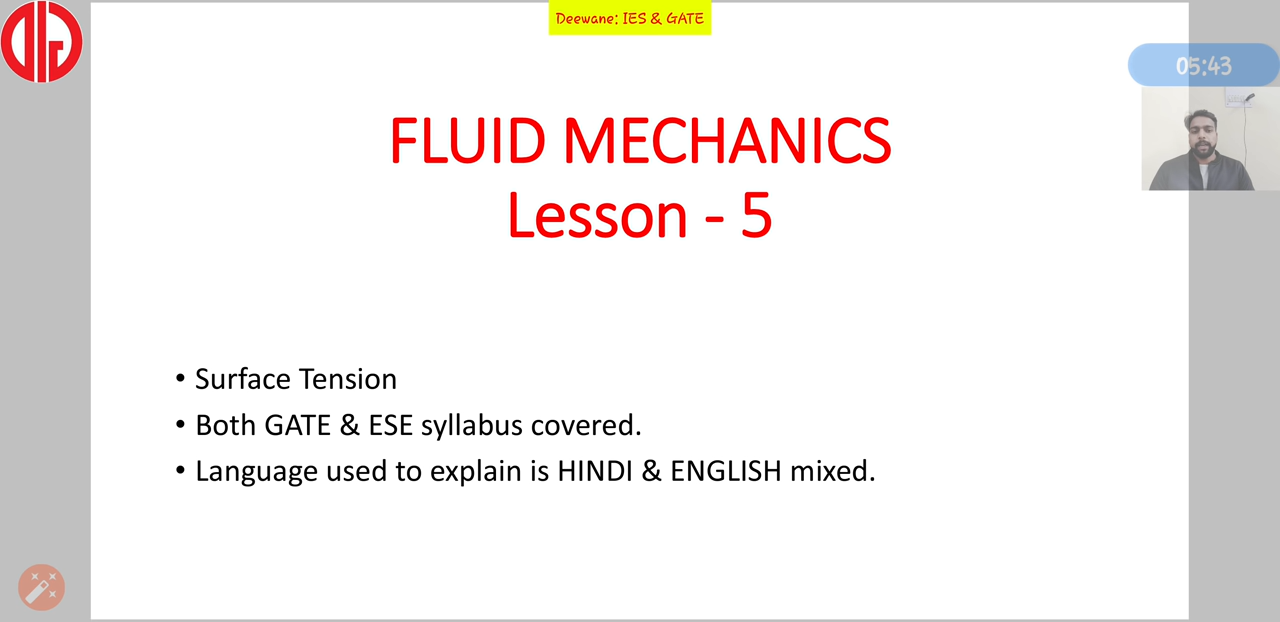 Deewane: IES & GATE
05:43
FLUID MECHANICS
Lesson - 5
• Surface Tension
• Both GATE & ESE syllabus covered.
• Language used to explain is HINDI & ENGLISH mixed.